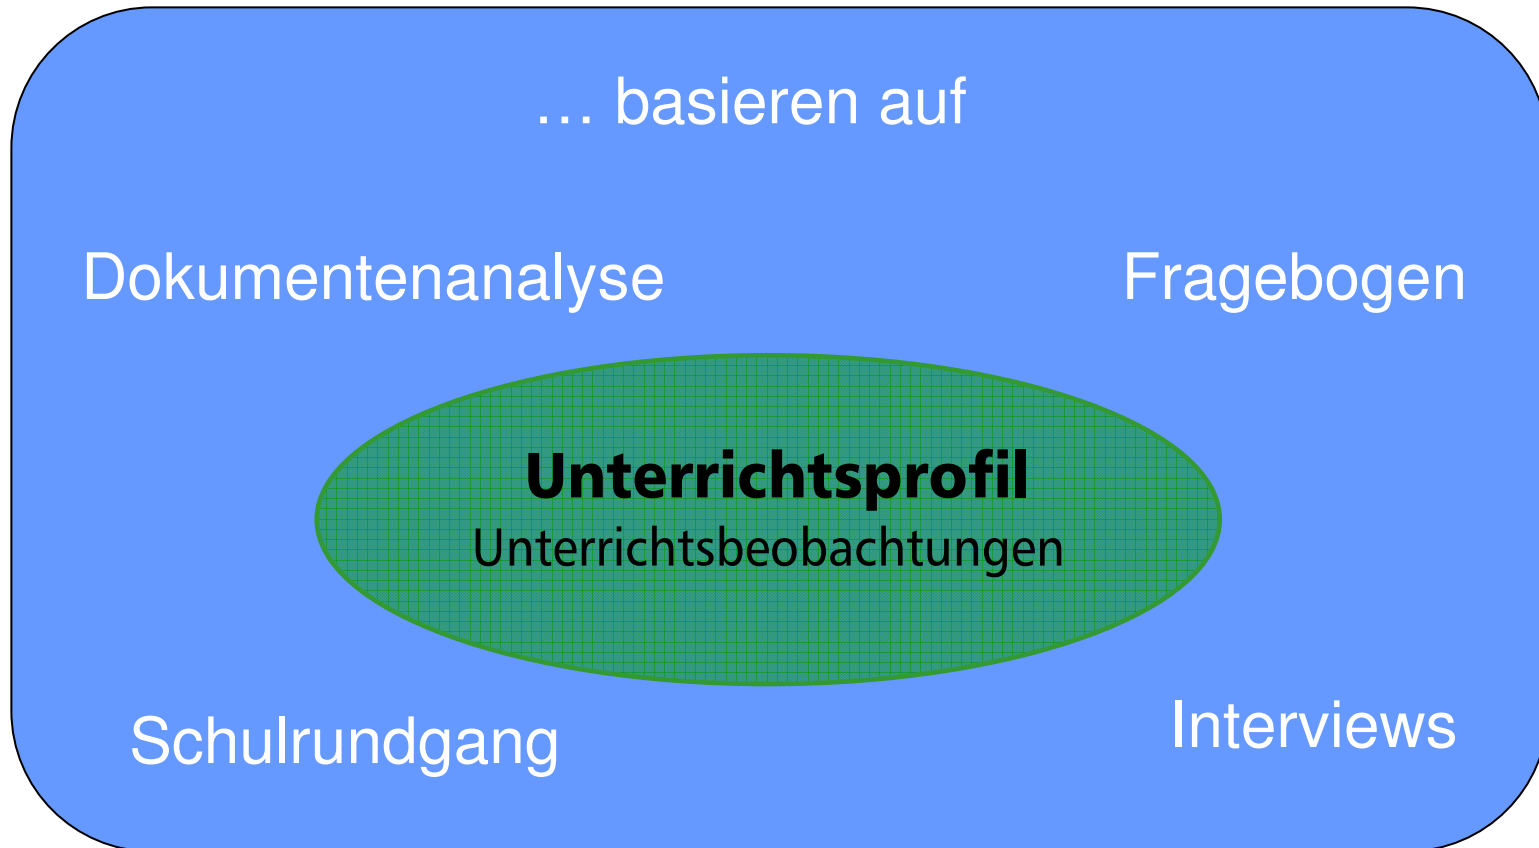 … basieren auf
Dokumentenanalyse
Fragebogen
Unterrichtsprofil
Unterrichtsbeobachtungen
Schulrundgang
Interviews